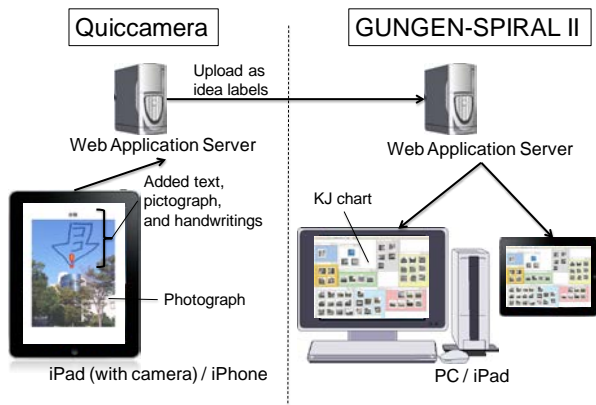 Quiccamera
GUNGEN-SPIRAL II
Upload as
idea labels
Web Application Server
Web Application Server
Added text,
pictograph,
and handwritings
KJ chart
Photograph
iPad (with camera) / iPhone
PC / iPad